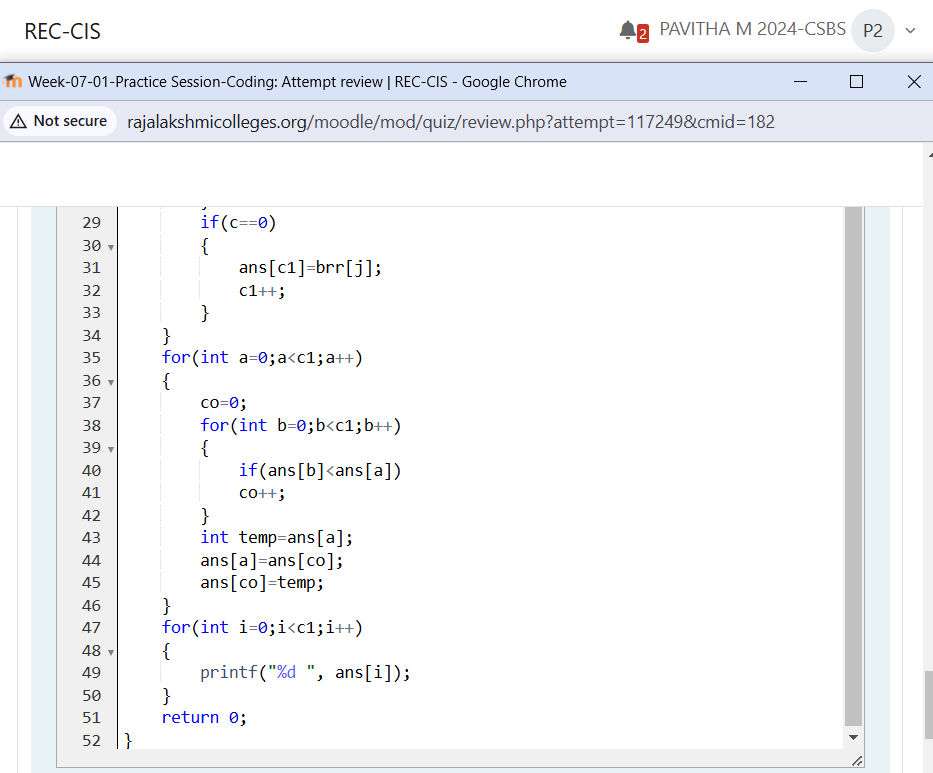 REC-CIS
2 PAVITHA M 2024-CSBS P2
Week-07-01-Practice Session-Coding: Attempt review | REC-CIS - Google Chrome
Not secure rajalakshmicolleges.org/moodle/mod/quiz/review.php?attempt=117249&cmid=182
29 if(c==0)
30 {
31 ans[c1]=brr[j];
32 c1++;
33 }
34 }
35 for(int a=0;a<c1;a++)
36 {
37 co=0;
38 for(int b=0;b<c1;b++)
39 {
40 if(ans[b]<ans[a])
41 co++;
42 }
43 int temp=ans[a];
44 ans[a]=ans[co];
45 ans[co]=temp;
46 }
47 for(int i=0;i<c1;i++)
48 {
49 printf("%d ", ans[i]);
50 }
51 return 0;
52 }